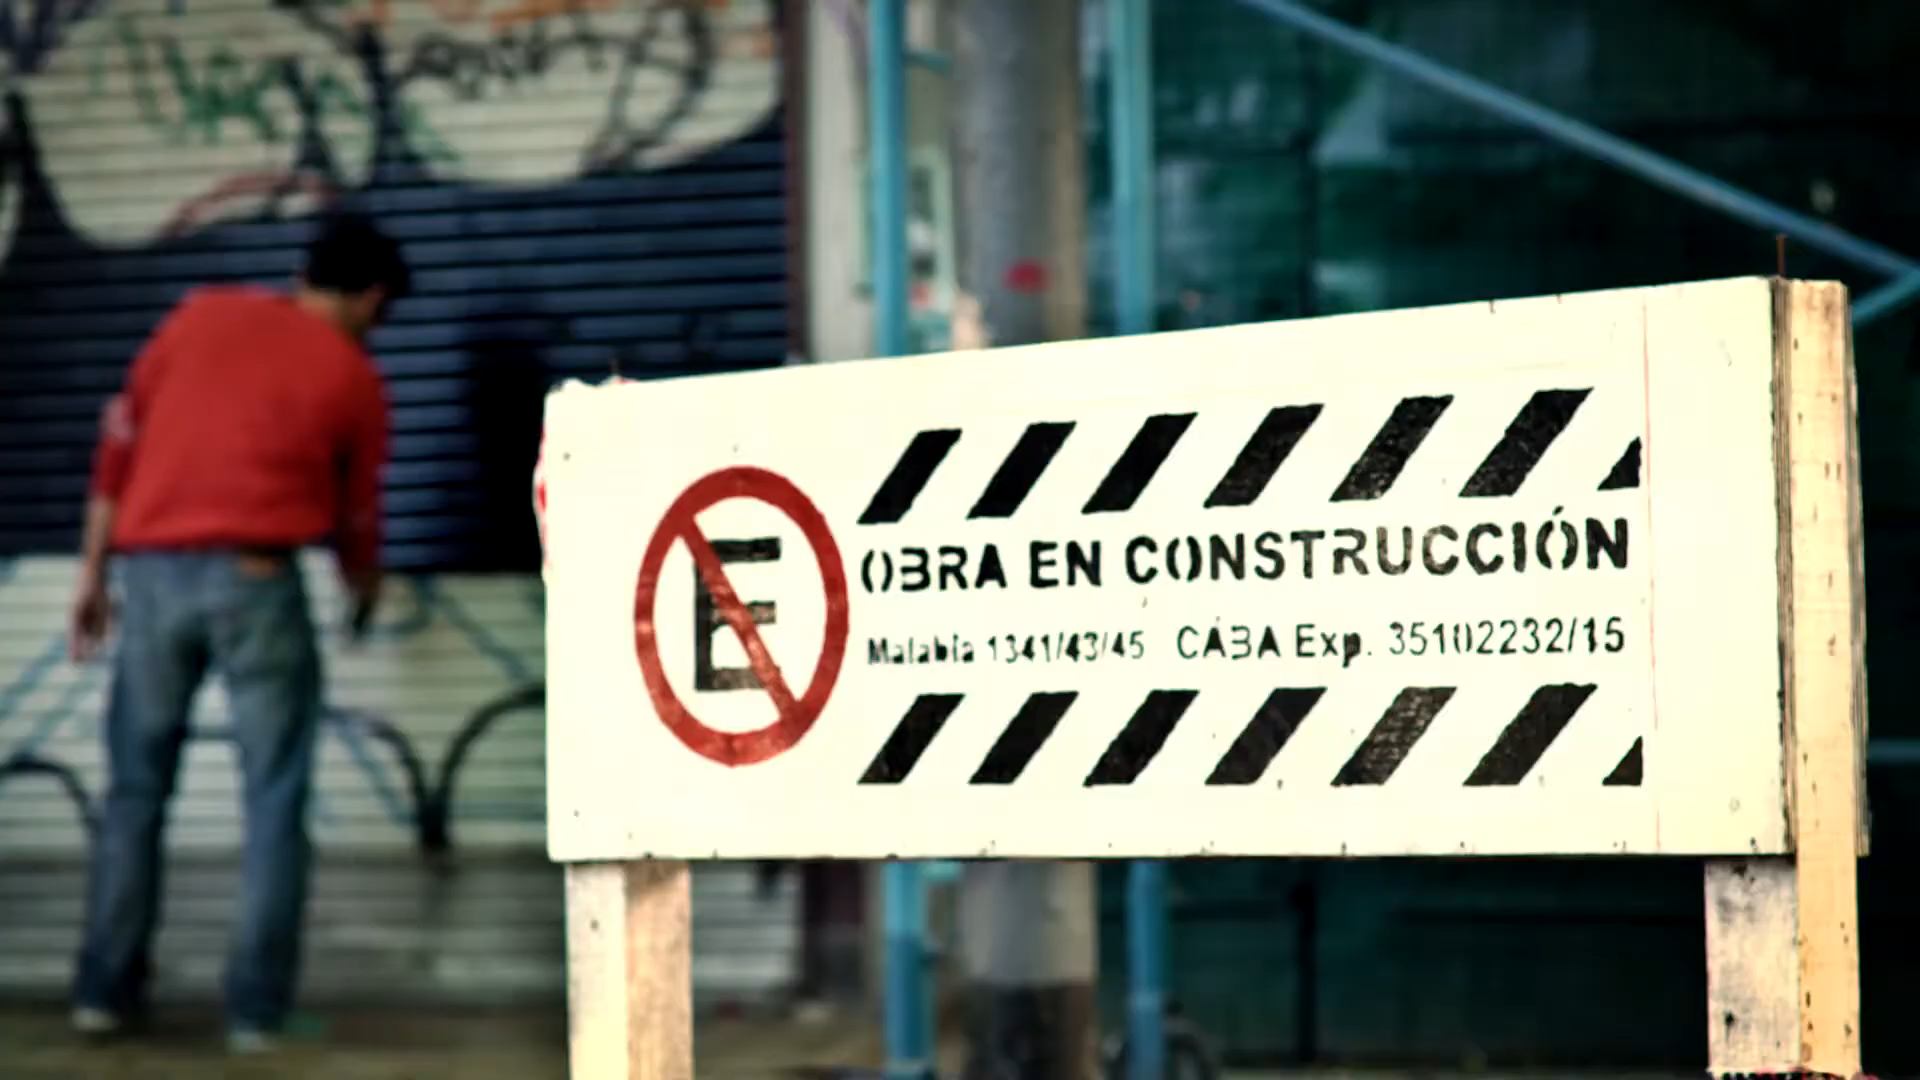 E
OBRA EN CONSTRUCCIÓN
Malabia 1341/43/45 CABA Exp. 35102232/15